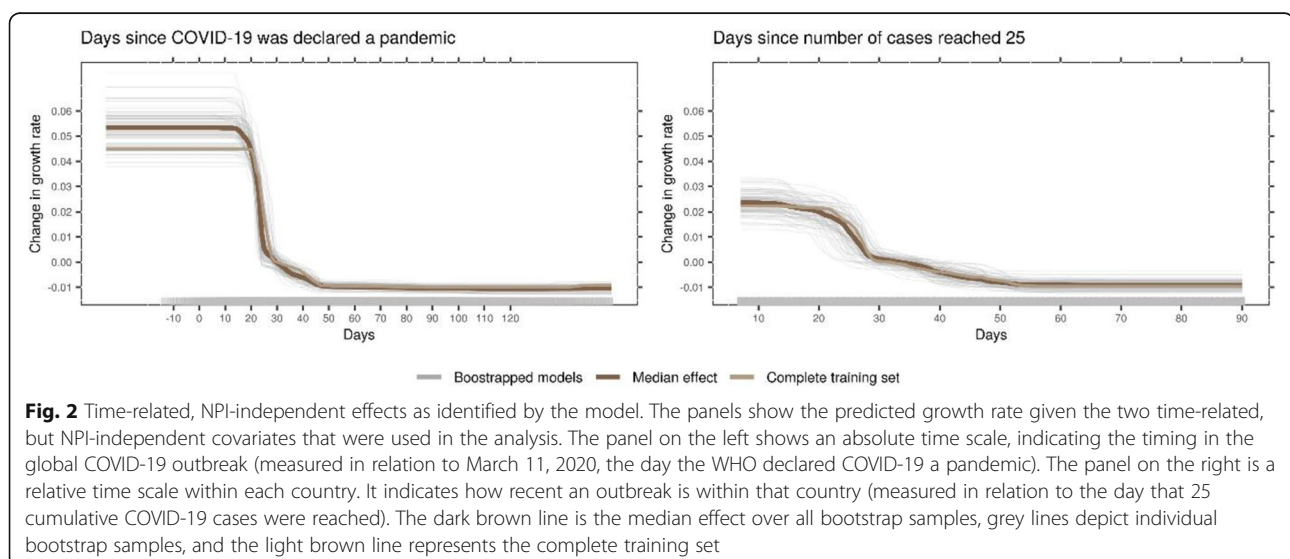 Days since COVID-19 was declared a pandemic
Change in growth rate
0.06
0.05
0.04
0.03
0.02
0.01
0.00
-0.01
-10 0 10 20 30 40 50 60 70 80 90 100 110 120
Days
Days since number of cases reached 25
Change in growth rate
0.06
0.05
0.04
0.03
0.02
0.01
0.00
-0.01
10 20 30 40 50 60 70 80 90
Days
Boostrapped models Median effect Complete training set
Fig. 2 Time-related, NPI-independent effects as identified by the model. The panels show the predicted growth rate given the two time-related,
but NPI-independent covariates that were used in the analysis. The panel on the left shows an absolute time scale, indicating the timing in the
global COVID-19 outbreak (measured in relation to March 11, 2020, the day the WHO declared COVID-19 a pandemic). The panel on the right is a
relative time scale within each country. It indicates how recent an outbreak is within that country (measured in relation to the day that 25
cumulative COVID-19 cases were reached). The dark brown line is the median effect over all bootstrap samples, grey lines depict individual
bootstrap samples, and the light brown line represents the complete training set